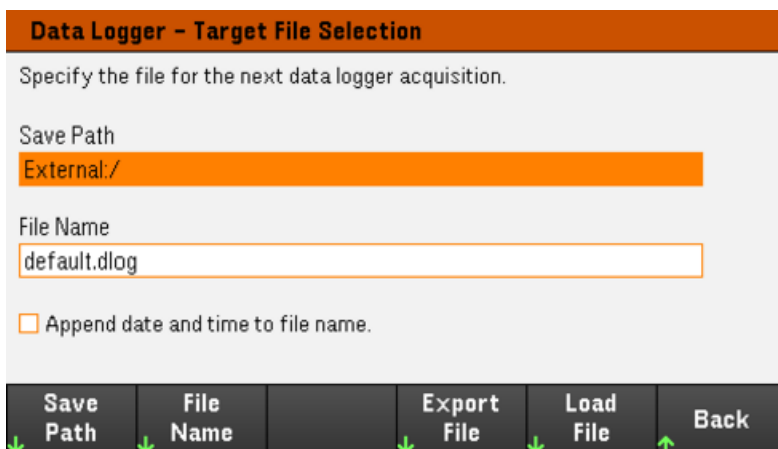 Data Logger – Target File Selection
Specify the file for the next data logger acquisition.
Save Path
External:/
File Name
default.dlog
Append date and time to file name.
Save Path
File Name
Export File
Load File
Back